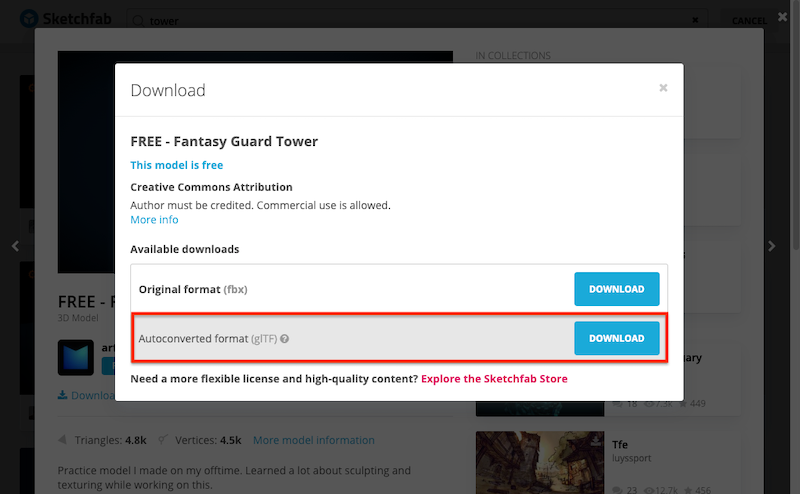 Sketchfab
tower
CANCEL
IN COLLECTIONS
Download
FREE - Fantasy Guard Tower
This model is free
Creative Commons Attribution
Author must be credited. Commercial use is allowed.
More info
Available downloads
Original format (fbx)
DOWNLOAD
Autoconverted format (glTF)
DOWNLOAD
Need a more flexible license and high-quality content? Explore the Sketchfab Store
FREE - F
3D Model
Downloa
18 7.3k 449
Triangles: 4.8k Vertices: 4.5k More model information
Practice model I made on my offtime. Learned a lot about sculpting and
texturing while working on this.
Tfe
luyssport
23 12.7k 456